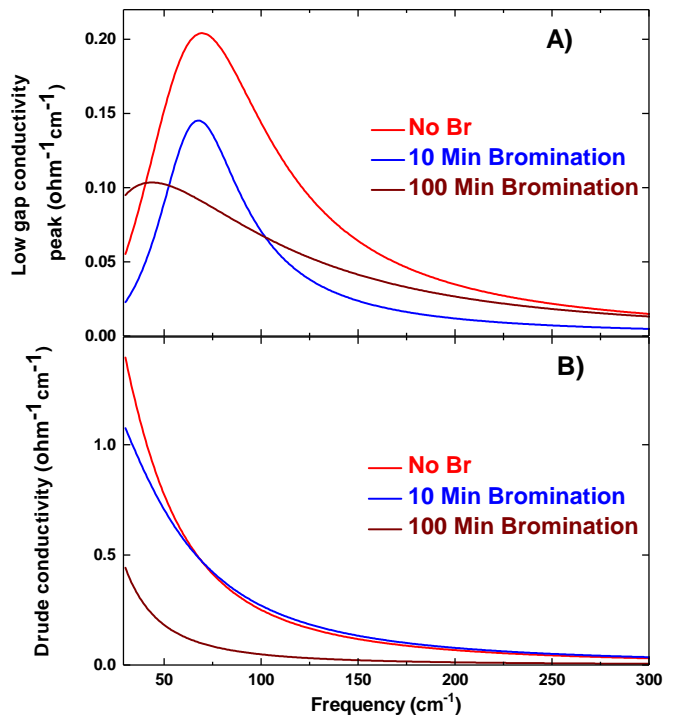 A)
Low gap conductivity
peak (ohm⁻¹cm⁻¹)
0.20
0.15
0.10
0.05
0.00
No Br
10 Min Bromination
100 Min Bromination
B)
Drude conductivity (ohm⁻¹cm⁻¹)
1.0
0.5
0.0
No Br
10 Min Bromination
100 Min Bromination
50
100
150
200
250
300
Frequency (cm⁻¹)